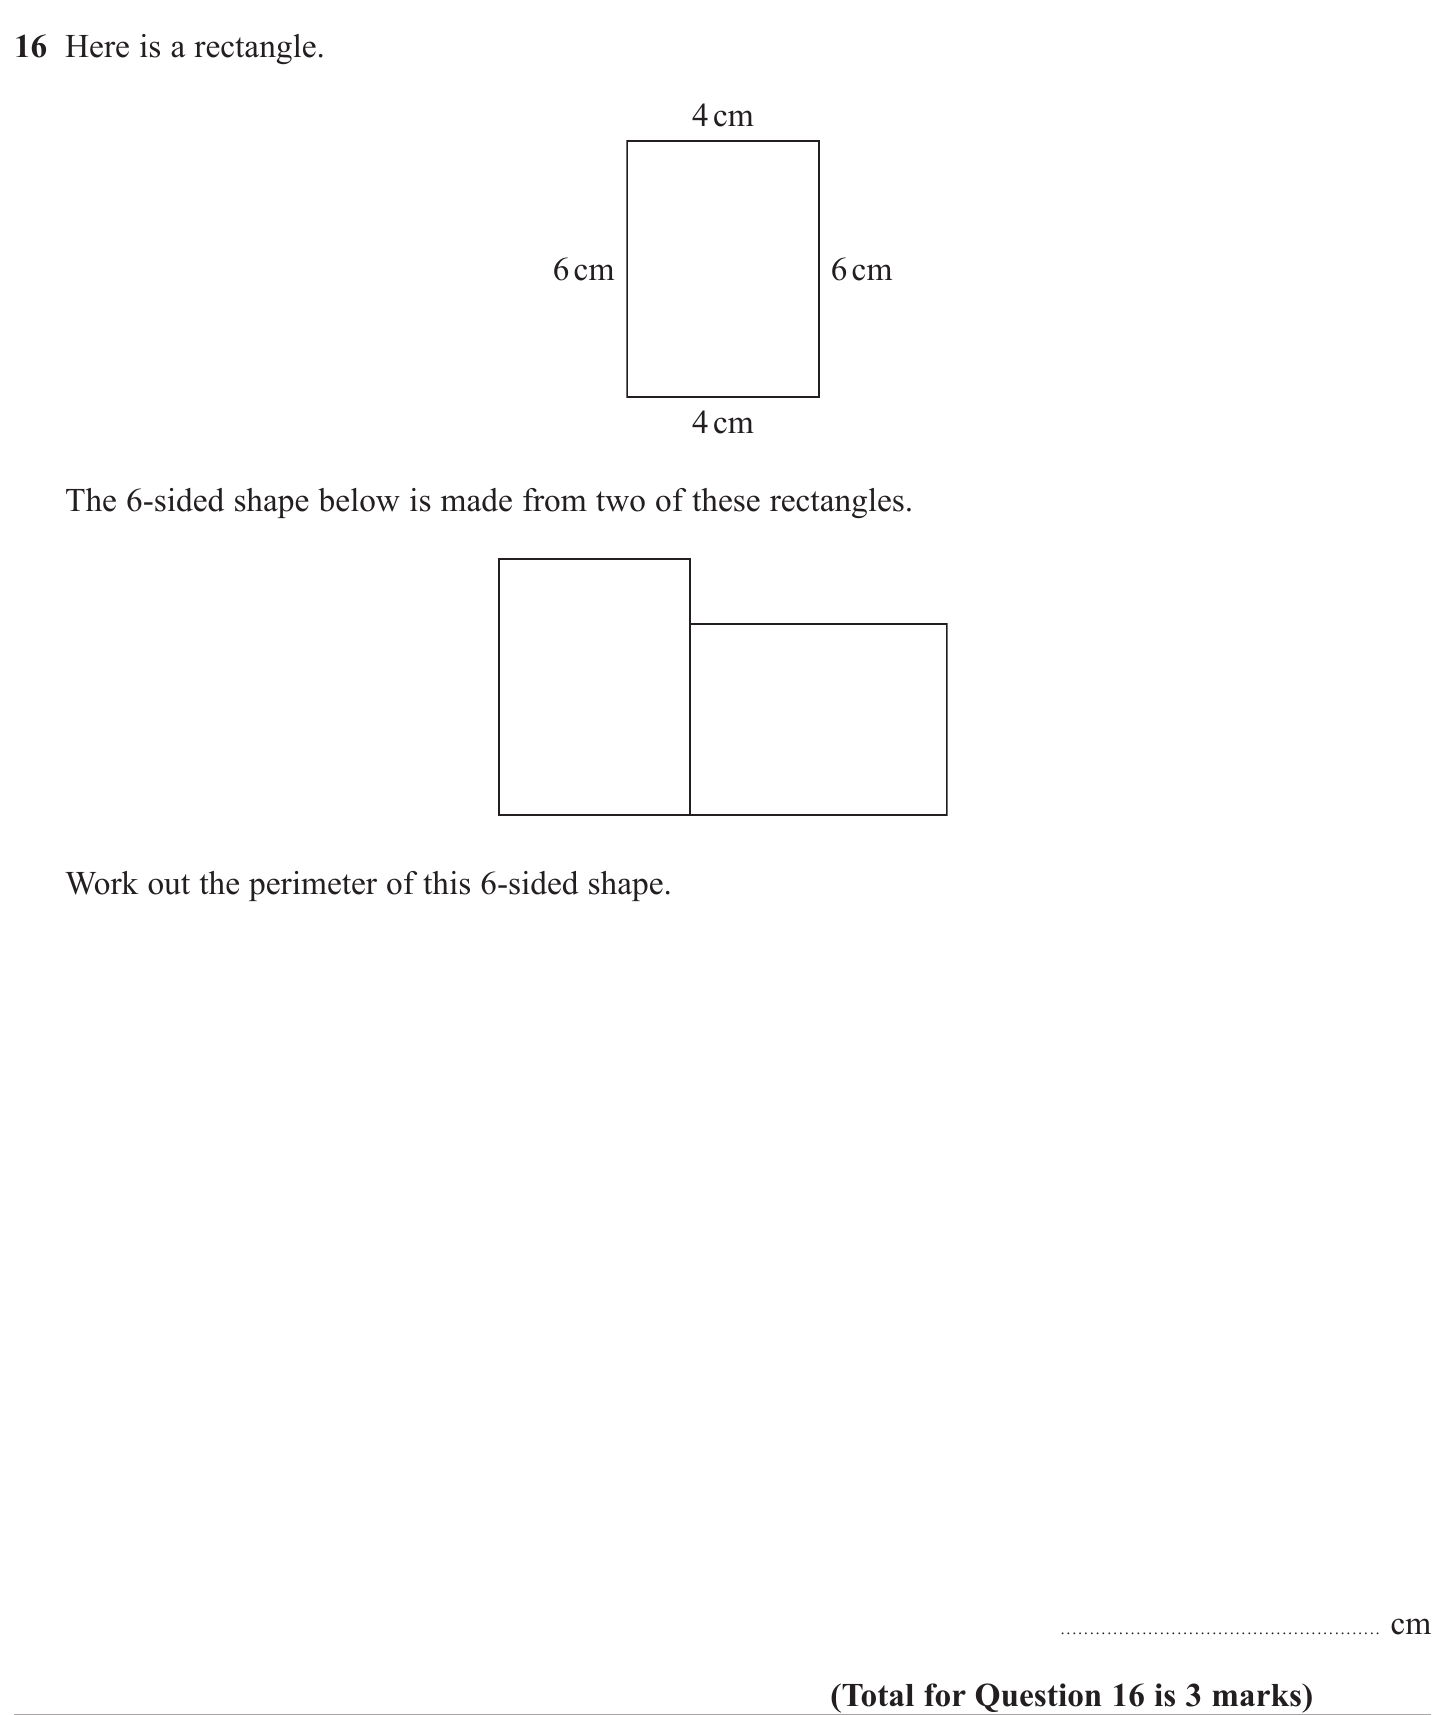 16 Here is a rectangle.
4 cm
6 cm 6 cm
4 cm
The 6-sided shape below is made from two of these rectangles.
Work out the perimeter of this 6-sided shape.
...................................................... cm
(Total for Question 16 is 3 marks)